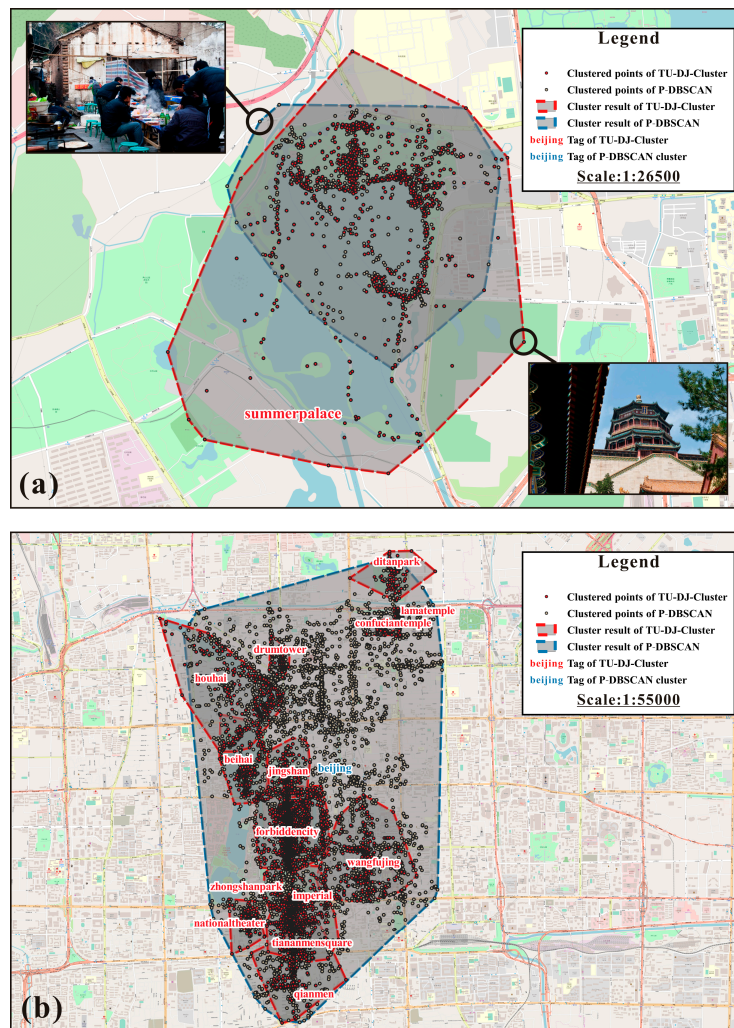 Legend
Clustered points of TU-DJ-Cluster
Clustered points of P-DBSCAN
Cluster result of TU-DJ-Cluster
Cluster result of P-DBSCAN
beijing Tag of TU-DJ-Cluster
beijing Tag of P-DBSCAN cluster
Scale:1:26500
summerpalace
(a)
Legend
Clustered points of TU-DJ-Cluster
Clustered points of P-DBSCAN
Cluster result of TU-DJ-Cluster
Cluster result of P-DBSCAN
beijing Tag of TU-DJ-Cluster
beijing Tag of P-DBSCAN cluster
Scale:1:55000
ditanpark
lamatemple
confuciantemple
drumtower
houhai
beihai
jingshan
beijing
forbiddencity
wangfujing
zhongshanpark
imperial
nationaltheater
tiananmensquare
qianmen
(b)